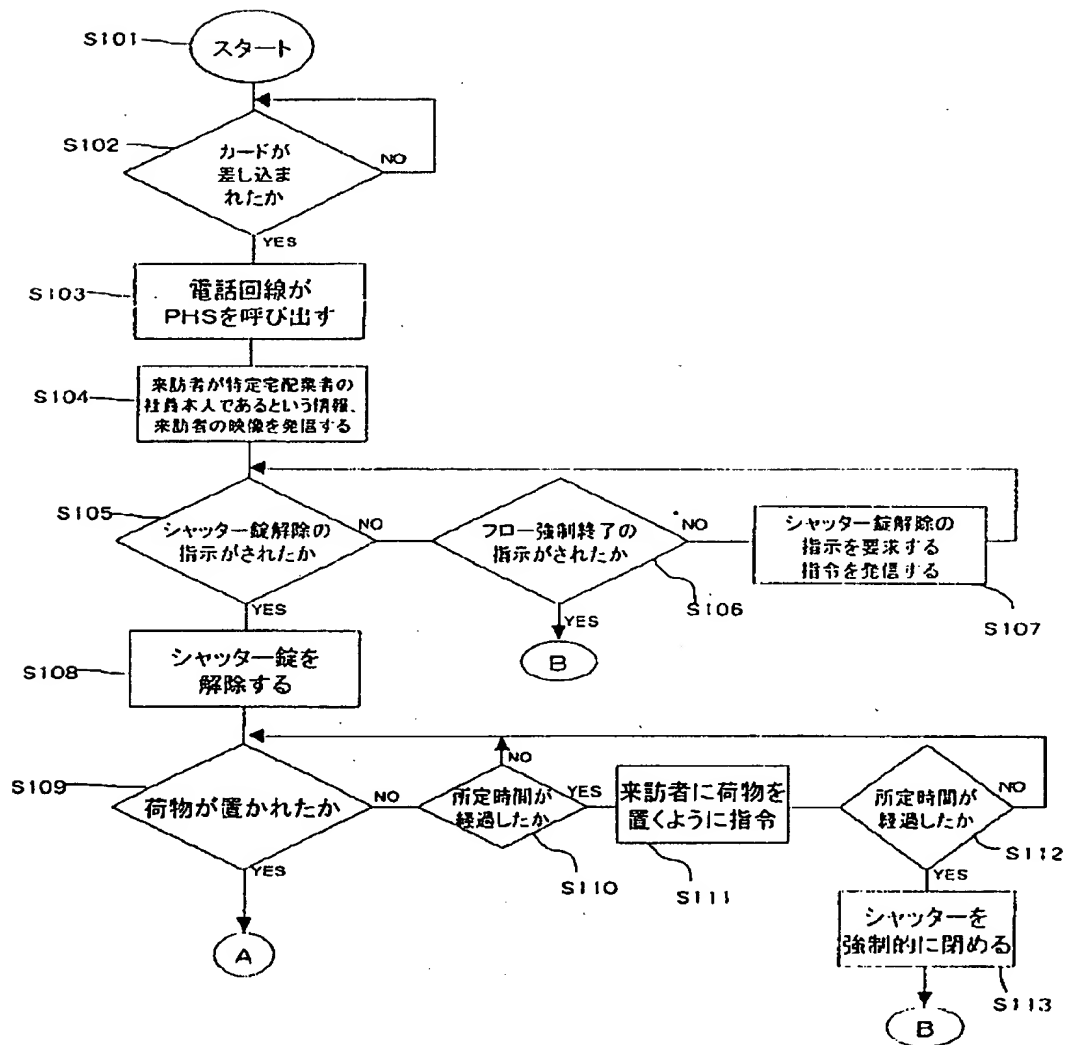 S101
スタート
S102
カードが
差し込ま
れたか
NO
YES
S103
電話回線が
PHSを呼び出す
S104
来訪者が特定宅配業者の
社員本人であるという情報、
来訪者の映像を発信する
S105
シャッター錠解除の
指示がされたか
NO
フロー強制終了の
指示がされたか
NO
シャッター錠解除の
指示を要求する
指令を発信する
S106
S107
YES
YES
B
S108
シャッター錠を
解除する
S109
荷物が置かれたか
NO
所定時間が
経過したか
NO
YES
来訪者に荷物を
置くように指令
所定時間が
経過したか
NO
S110
S111
S112
YES
YES
A
シャッターを
強制的に閉める
S113
B